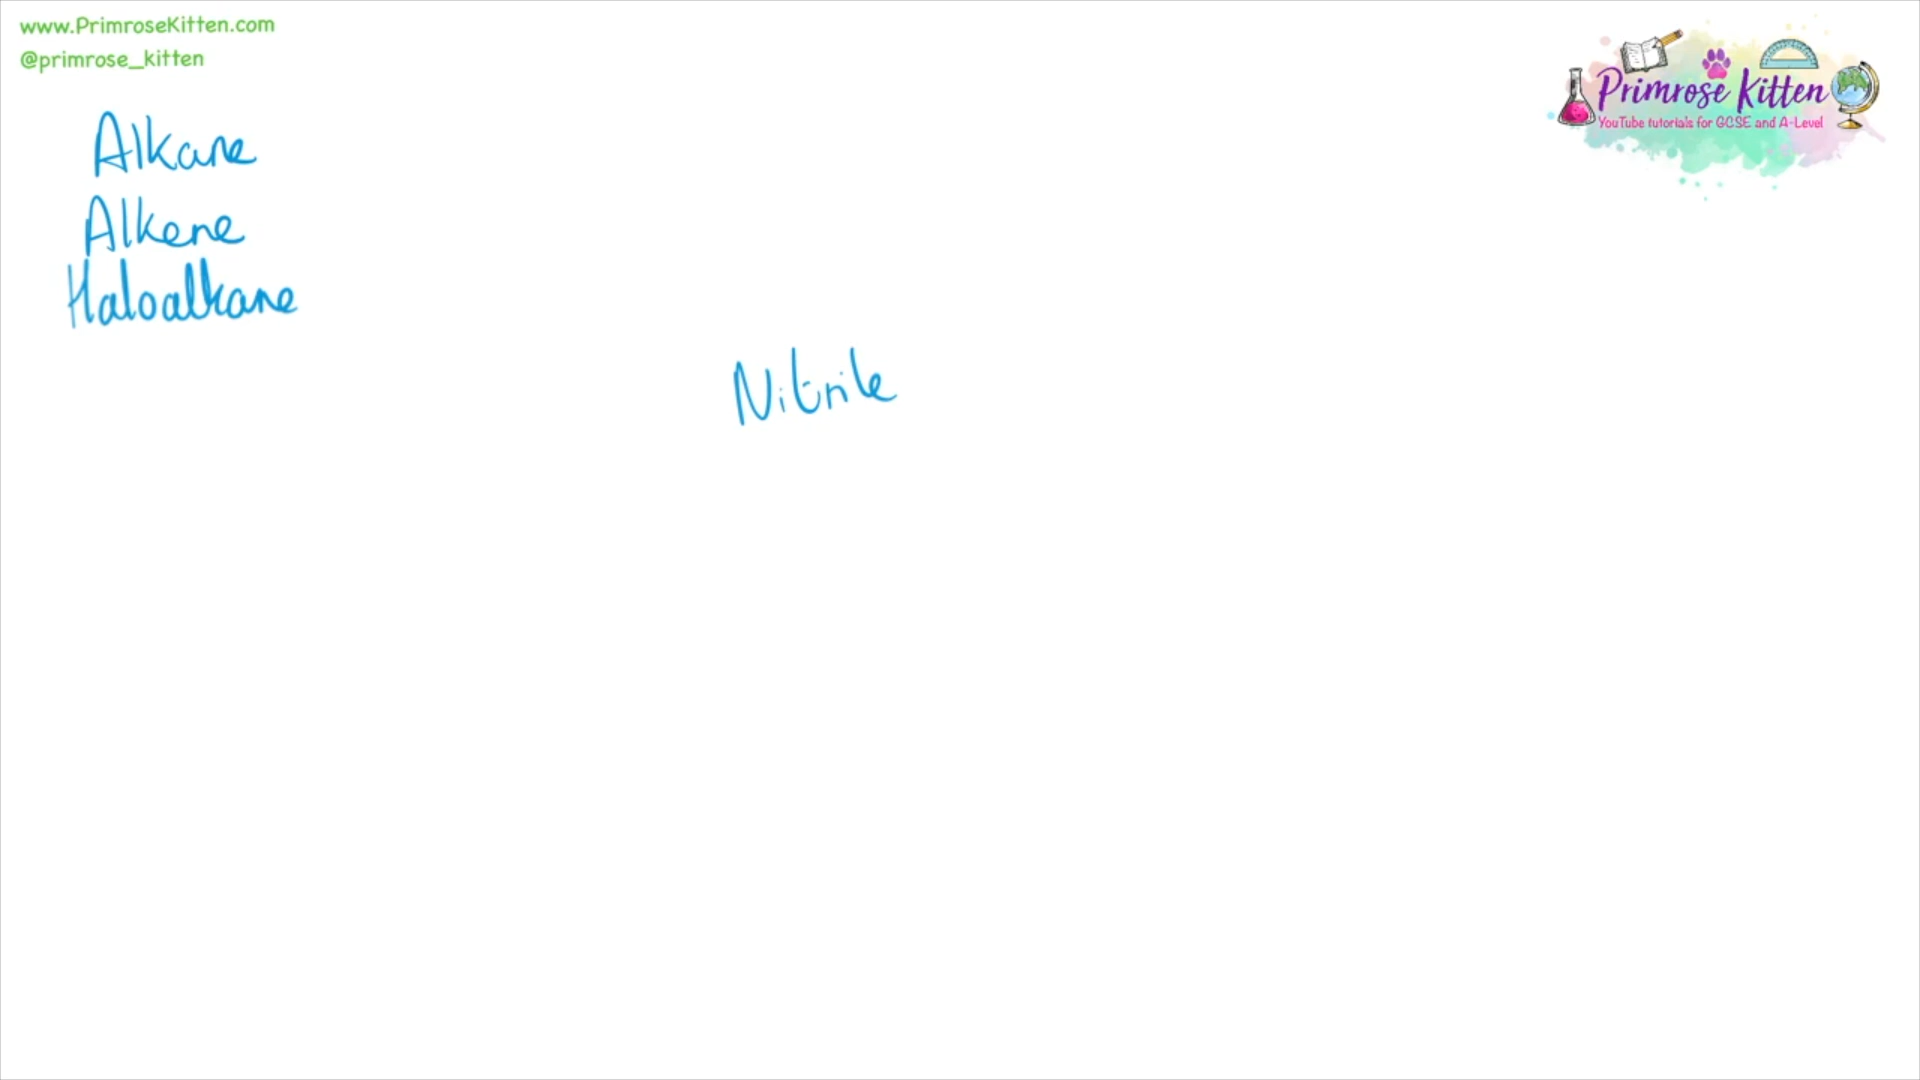 www.PrimroseKitten.com
@primrose_kitten
Primrose Kitten
YouTube tutorials for GCSE and A-Level
Alkane
Alkene
Haloalkane
Nitrile